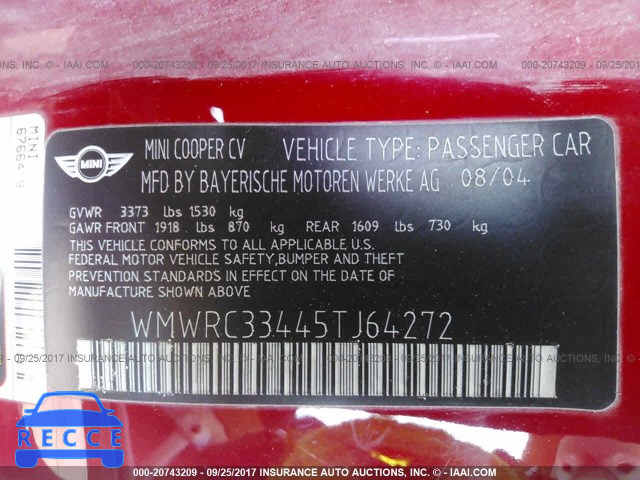 000-20743209 - 09/25/2017 INSURANCE AUTO AUCTIONS, INC. - © IAAI.COM
MINI
67664 9
MINI
MINI COOPER CV VEHICLE TYPE: PASSENGER CAR
MFD BY BAYERISCHE MOTOREN WERKE AG 08/04
GVWR 3373 lbs 1530 kg
GAWR FRONT 1918 lbs 870 kg REAR 1609 lbs 730 kg
THIS VEHICLE CONFORMS TO ALL APPLICABLE U.S.
FEDERAL MOTOR VEHICLE SAFETY,BUMPER AND THEFT
PREVENTION STANDARDS IN EFFECT ON THE DATE OF
MANUFACTURE SHOWN ABOVE
WMWRC33445TJ64272
RECCE
000-20743209 - 09/25/2017 INSURANCE AUTO AUCTIONS, INC. - © IAAI.COM